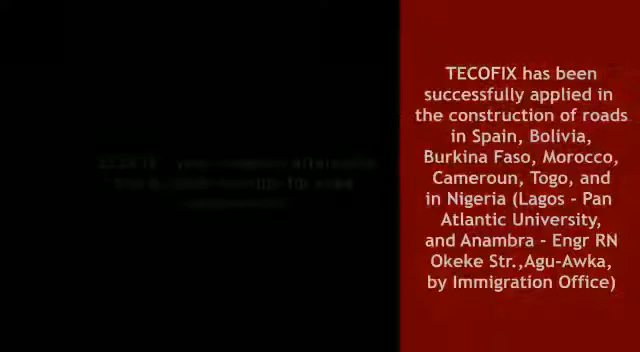 TECOFIX has been
successfully applied in
the construction of roads
in Spain, Bolivia,
Burkina Faso, Morocco,
Cameroun, Togo, and
in Nigeria (Lagos - Pan
Atlantic University,
and Anambra - Engr RN
Okeke Str.,Agu-Awka,
by Immigration Office)